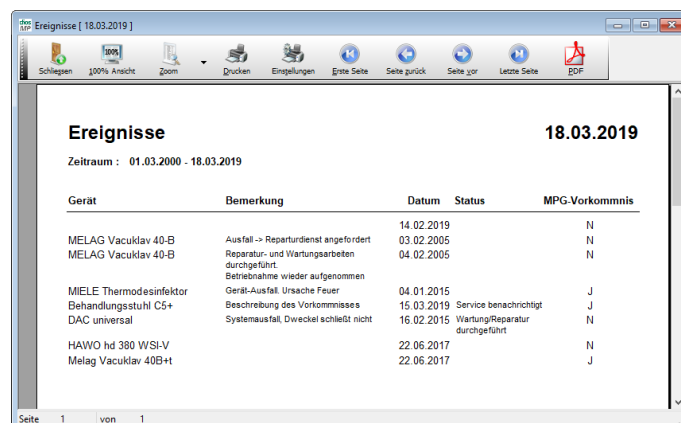 chos MP Ereignisse [ 18.03.2019 ]
Schliessen 100% Ansicht Zoom Drucken Einstellungen Erste Seite Seite zurück Seite vor Letzte Seite PDF
Ereignisse 18.03.2019
Zeitraum : 01.03.2000 - 18.03.2019
Gerät Bemerkung Datum Status MPG-Vorkommnis
14.02.2019 N
MELAG Vacuklav 40-B Ausfall -> Reparturdienst angefordert 03.02.2005 N
MELAG Vacuklav 40-B Reparatur- und Wartungsarbeiten 04.02.2005 N
durchgeführt.
Betriebnahme wieder aufgenommen
MIELE Thermodesinfektor Gerät-Ausfall. Ursache Feuer 04.01.2015 J
Behandlungsstuhl C5+ Beschreibung des Vorkommnisses 15.03.2019 Service benachrichtigt J
DAC universal Systemausfall, Dweckel schließt nicht 16.02.2015 Wartung/Reparatur N
durchgeführt
HAWO hd 380 WSI-V 22.06.2017 N
Melag Vacuklav 40B+t 22.06.2017 J
Seite 1 von 1